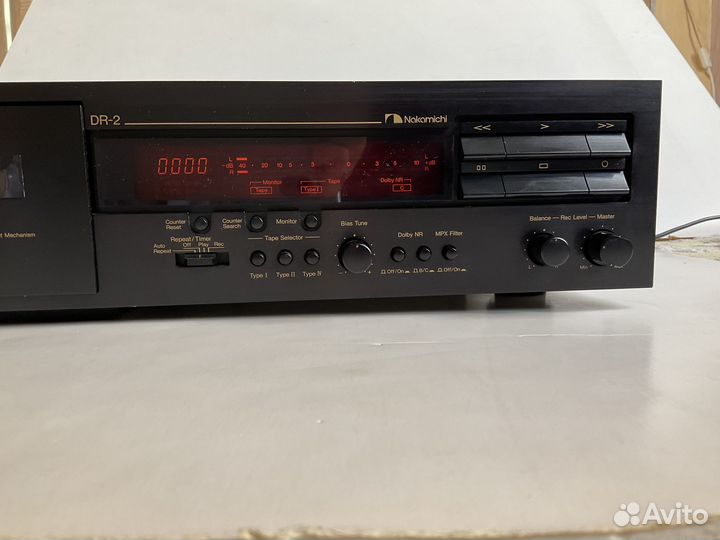 DR-2
Nakamichi
<< > >>
0000
L
-dB 40 · 20 10 5 · 3 · 0 · 3 5 · 10 +dB
R R
Monitor Tape Dolby NR
Tape Type I C
Counter Reset
Counter Search
Monitor
Bias Tune
Balance — Rec Level — Master
t Mechanism
Repeat/Timer
Auto Repeat
Off Play Rec
Tape Selector
Dolby NR
MPX Filter
Type I Type II Type IV
- +
Off/On
B/C
Off/On
L
Min
Avito